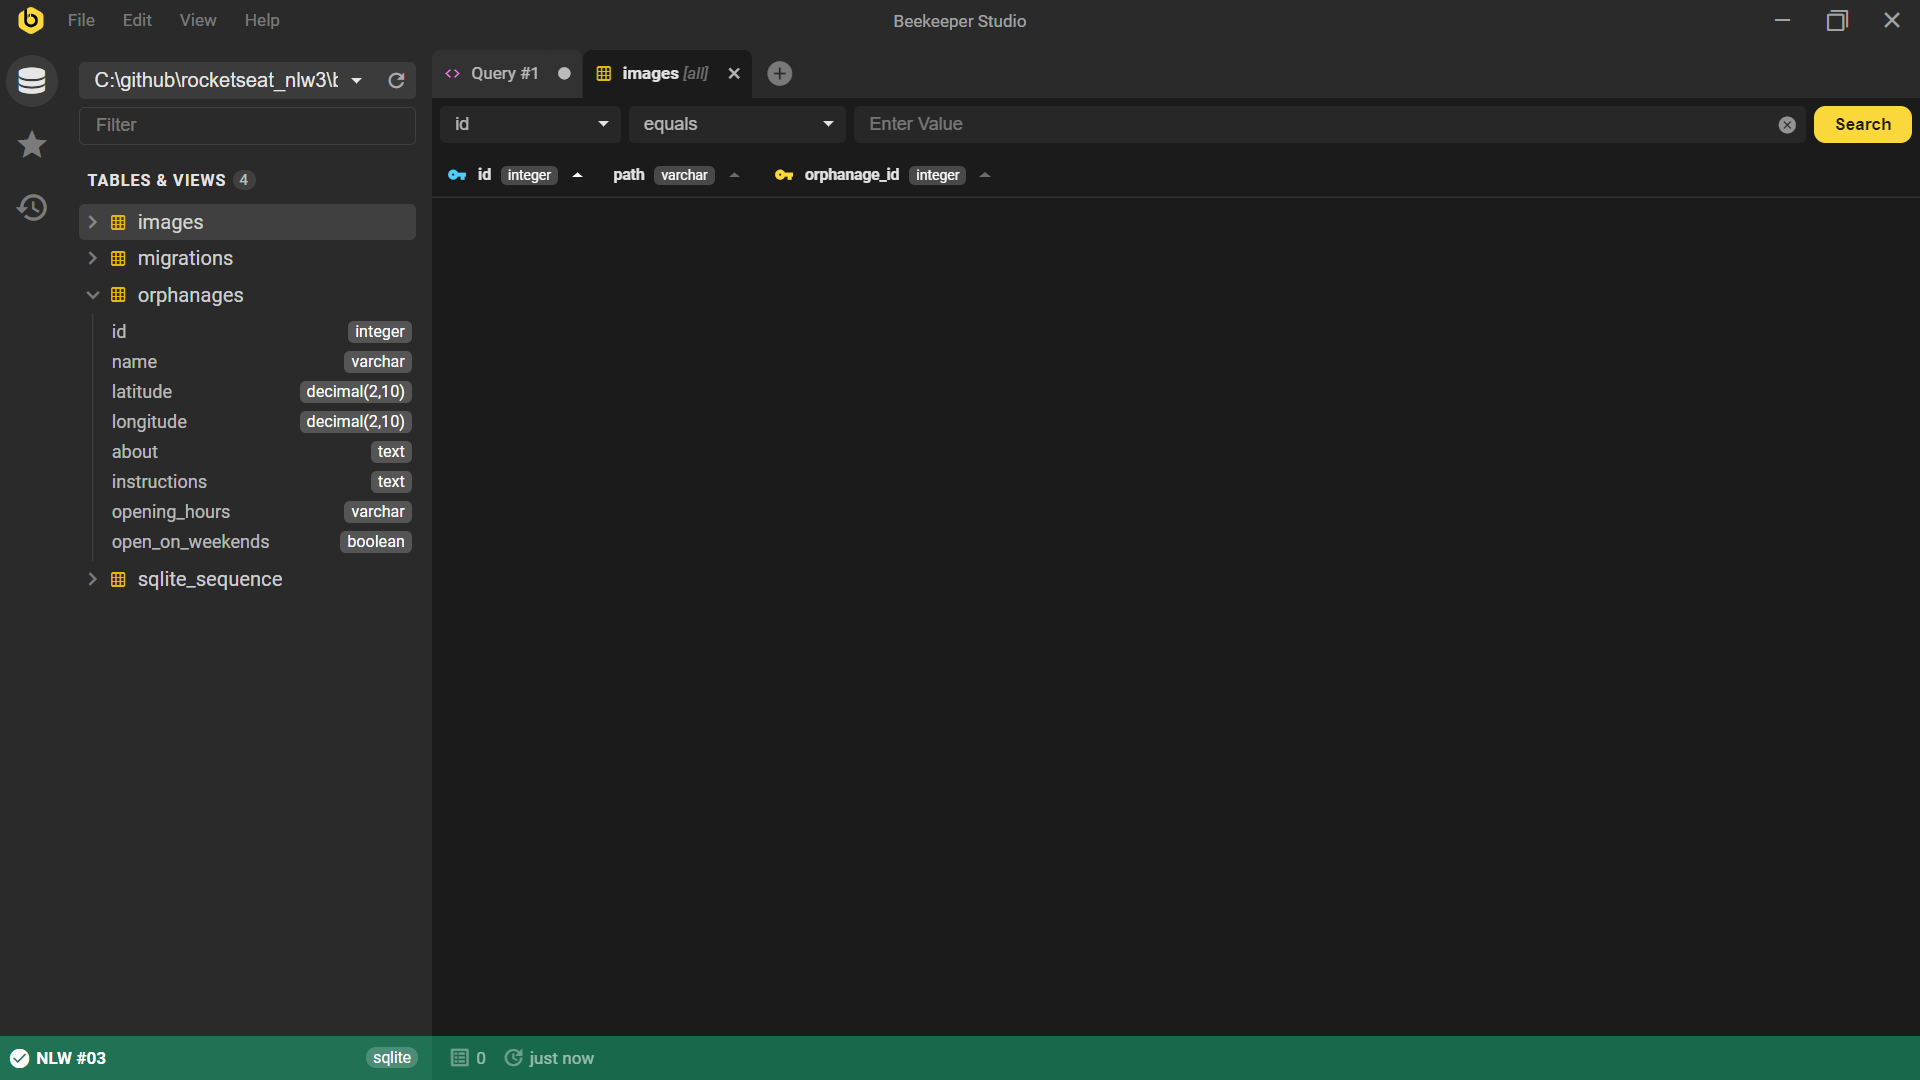 File Edit View Help Beekeeper Studio
C:\github\rocketseat_nlw3\
Filter
TABLES & VIEWS 4
images
migrations
orphanages
id integer
name varchar
latitude decimal(2,10)
longitude decimal(2,10)
about text
instructions text
opening_hours varchar
open_on_weekends boolean
sqlite_sequence
Query #1 images [all]
id equals Enter Value Search
id integer path varchar orphanage_id integer
NLW #03 sqlite 0 just now